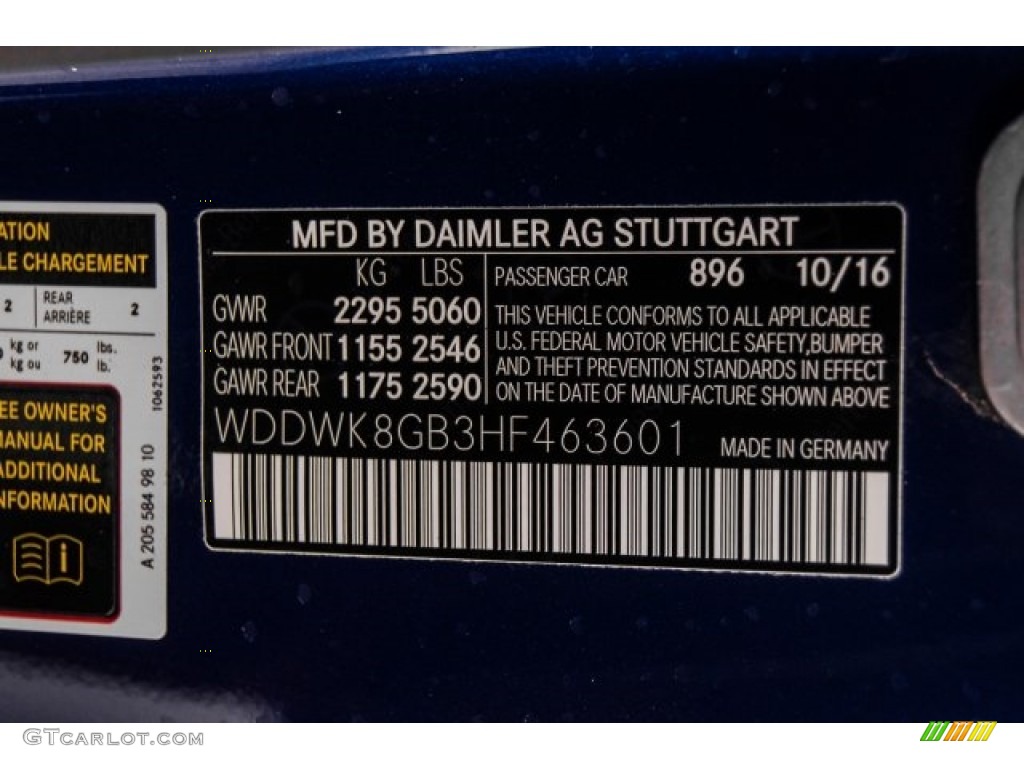 MFD BY DAIMLER AG STUTTGART
KG LBS
GVWR 2295 5060
GAWR FRONT 1155 2546
GAWR REAR 1175 2590
PASSENGER CAR 896 10/16
THIS VEHICLE CONFORMS TO ALL APPLICABLE
U.S. FEDERAL MOTOR VEHICLE SAFETY,BUMPER
AND THEFT PREVENTION STANDARDS IN EFFECT
ON THE DATE OF MANUFACTURE SHOWN ABOVE
WDDWK8GB3HF463601
MADE IN GERMANY
ATION
LE CHARGEMENT
2 REAR 2
ARRIÈRE
kg or 750 lbs.
kg ou lb.
1062593
EE OWNER'S
MANUAL FOR
ADDITIONAL
INFORMATION
A 205 584 98 10
GTCARLOT.COM